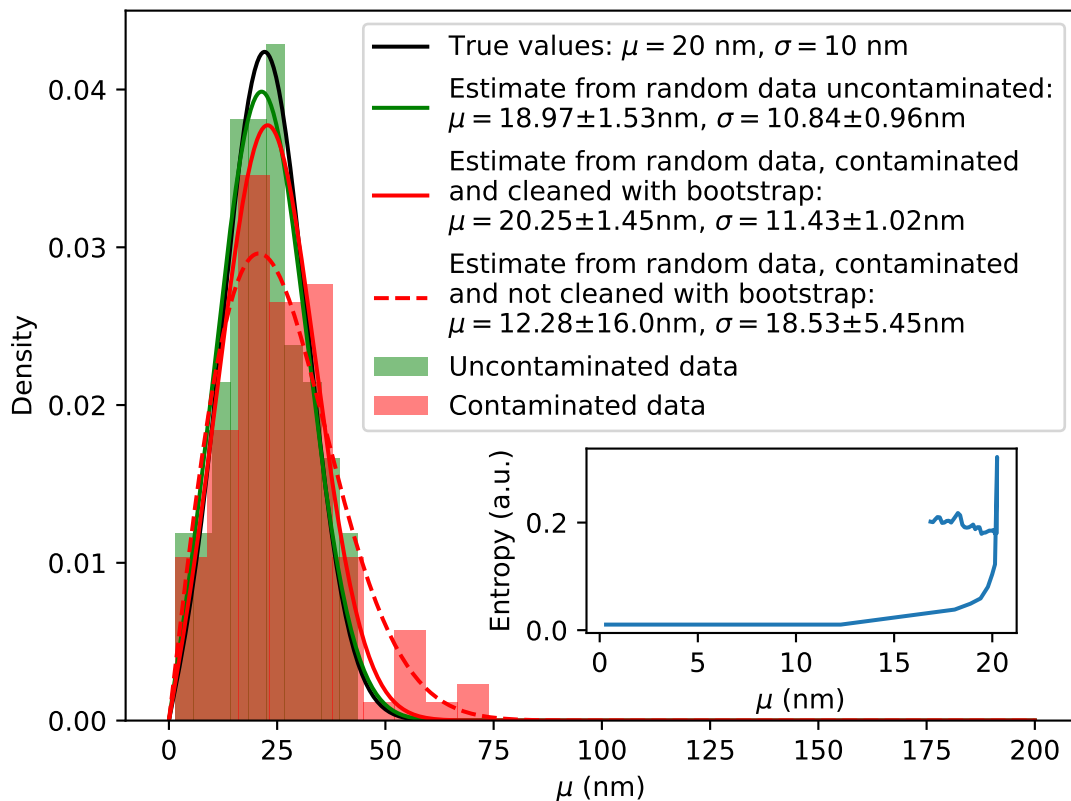 True values: μ = 20 nm, σ = 10 nm
Estimate from random data uncontaminated:
μ = 18.97±1.53nm, σ = 10.84±0.96nm
Estimate from random data, contaminated
and cleaned with bootstrap:
μ = 20.25±1.45nm, σ = 11.43±1.02nm
Estimate from random data, contaminated
and not cleaned with bootstrap:
μ = 12.28±16.0nm, σ = 18.53±5.45nm
Uncontaminated data
Contaminated data
Density
0.04
0.03
0.02
0.01
0.00
0 25 50 75 100 125 150 175 200
μ (nm)
Entropy (a.u.)
0.2
0.0
0 5 10 15 20
μ (nm)